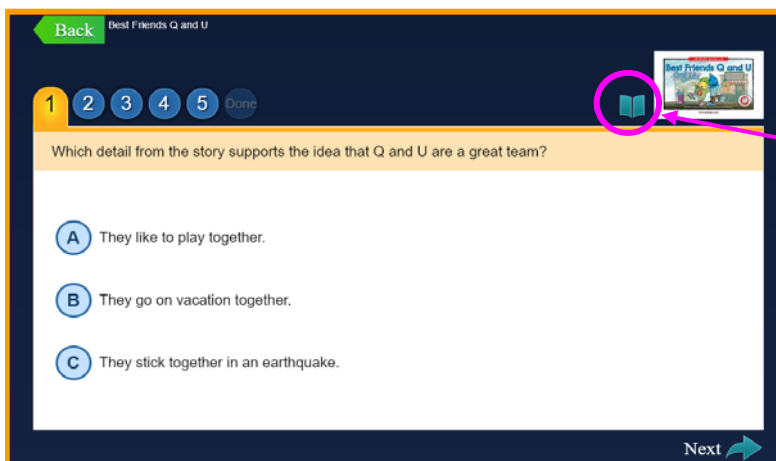 Back
Best Friends Q and U
Best Friends Q and U
1 2 3 4 5 Done
Which detail from the story supports the idea that Q and U are a great team?
A They like to play together.
B They go on vacation together.
C They stick together in an earthquake.
Next